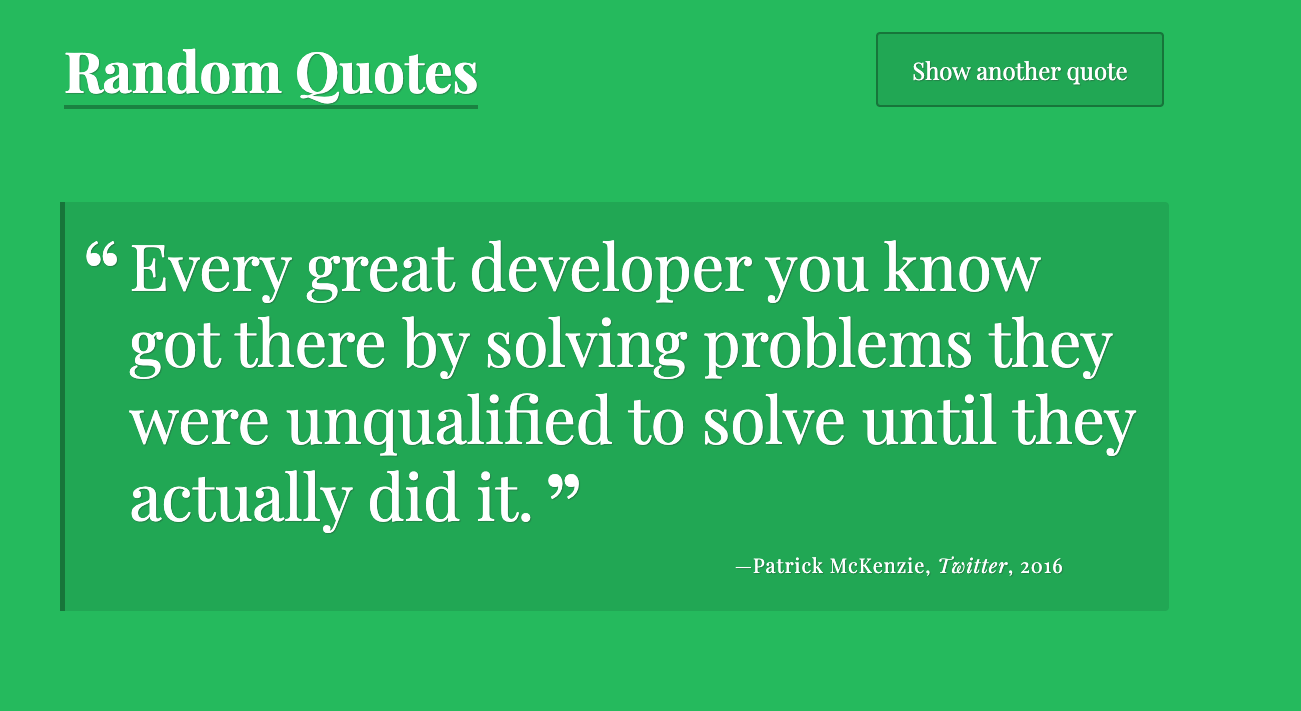 Random Quotes
Show another quote
“ Every great developer you know
got there by solving problems they
were unqualified to solve until they
actually did it. ”
—Patrick McKenzie, Twitter, 2016